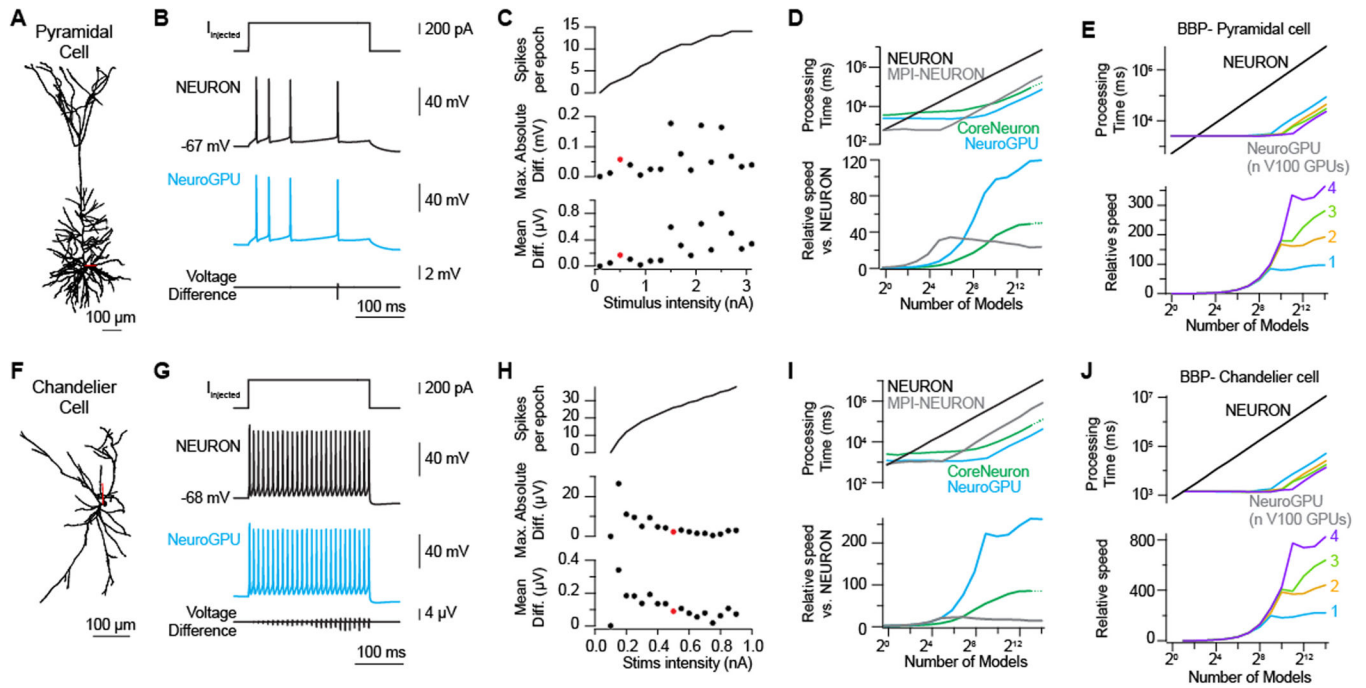 A
Pyramidal
Cell
100 µm
B
I Injected
200 pA
NEURON
40 mV
-67 mV
NeuroGPU
40 mV
Voltage
Difference
2 mV
100 ms
C
Spikes
per epoch
15
10
5
0
Max. Absolute
Diff. (mV)
0.2
0.1
0.0
Mean
Diff. (µV)
0.8
0.4
0.0
0 1 2 3
Stimulus intensity (nA)
D
NEURON
MPI-NEURON
Processing
Time (ms)
10⁶
10⁴
10²
CoreNeuron
NeuroGPU
Relative speed
vs. NEURON
120
80
40
0
2⁰ 2⁴ 2⁸ 2¹²
Number of Models
E
BBP- Pyramidal cell
NEURON
Processing
Time (ms)
10⁶
10⁴
NeuroGPU
(n V100 GPUs)
Relative speed
300
200
100
0
4
3
2
1
2⁰ 2⁴ 2⁸ 2¹²
Number of Models
F
Chandelier
Cell
100 µm
G
I Injected
200 pA
NEURON
40 mV
-68 mV
NeuroGPU
40 mV
Voltage
Difference
4 µV
100 ms
H
Spikes
per epoch
30
20
10
0
Max. Absolute
Diff. (µV)
20
0
Mean
Diff. (µV)
0.4
0.2
0.0
0.0 0.2 0.4 0.6 0.8 1.0
Stims intensity (nA)
I
NEURON
MPI-NEURON
Processing
Time (ms)
10⁶
10⁴
10²
CoreNeuron
NeuroGPU
Relative speed
vs. NEURON
200
100
0
2⁰ 2⁴ 2⁸ 2¹²
Number of Models
J
BBP- Chandelier cell
NEURON
Processing
Time (ms)
10⁷
10⁵
10³
NeuroGPU
(n V100 GPUs)
Relative speed
800
400
0
4
3
2
1
2⁰ 2⁴ 2⁸ 2¹²
Number of Models